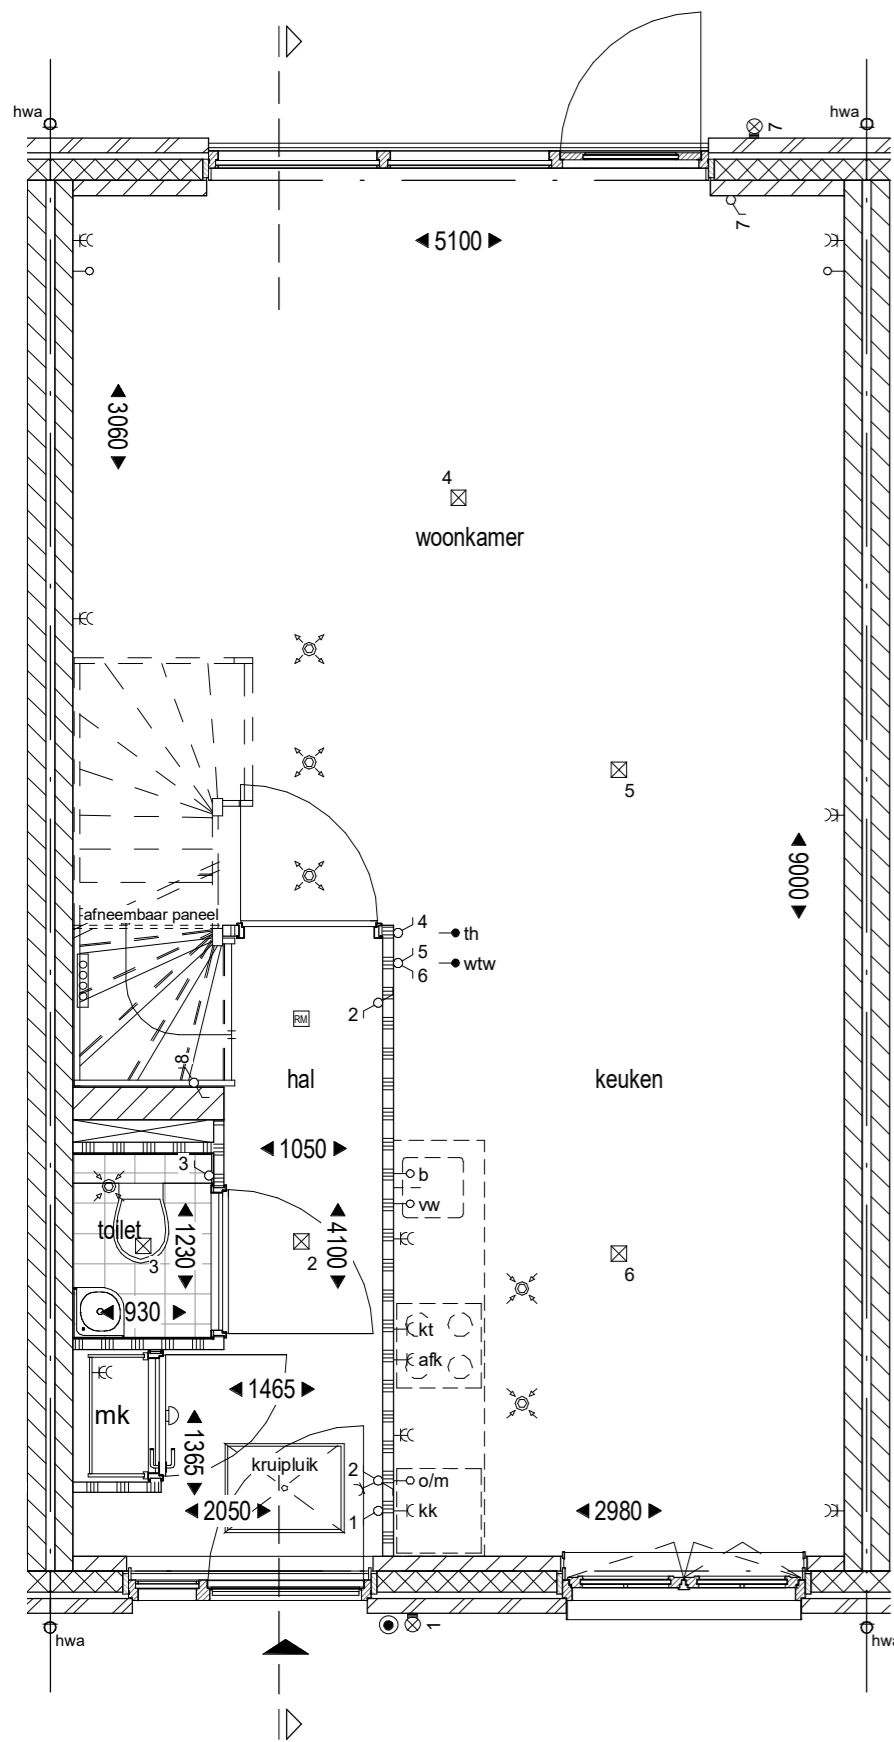 hwa
hwa
7
7
5100
3060
4
woonkamer
5
9000
afneembaar paneel
4
th
5
wtw
6
2
RM
8
hal
keuken
1050
3
b
vw
toilet
1230
4100
3
2
6
930
kt
afk
1465
mk
1365
kruipluik
2
o/m
2050
1
kk
2980
1
hwa
hwa